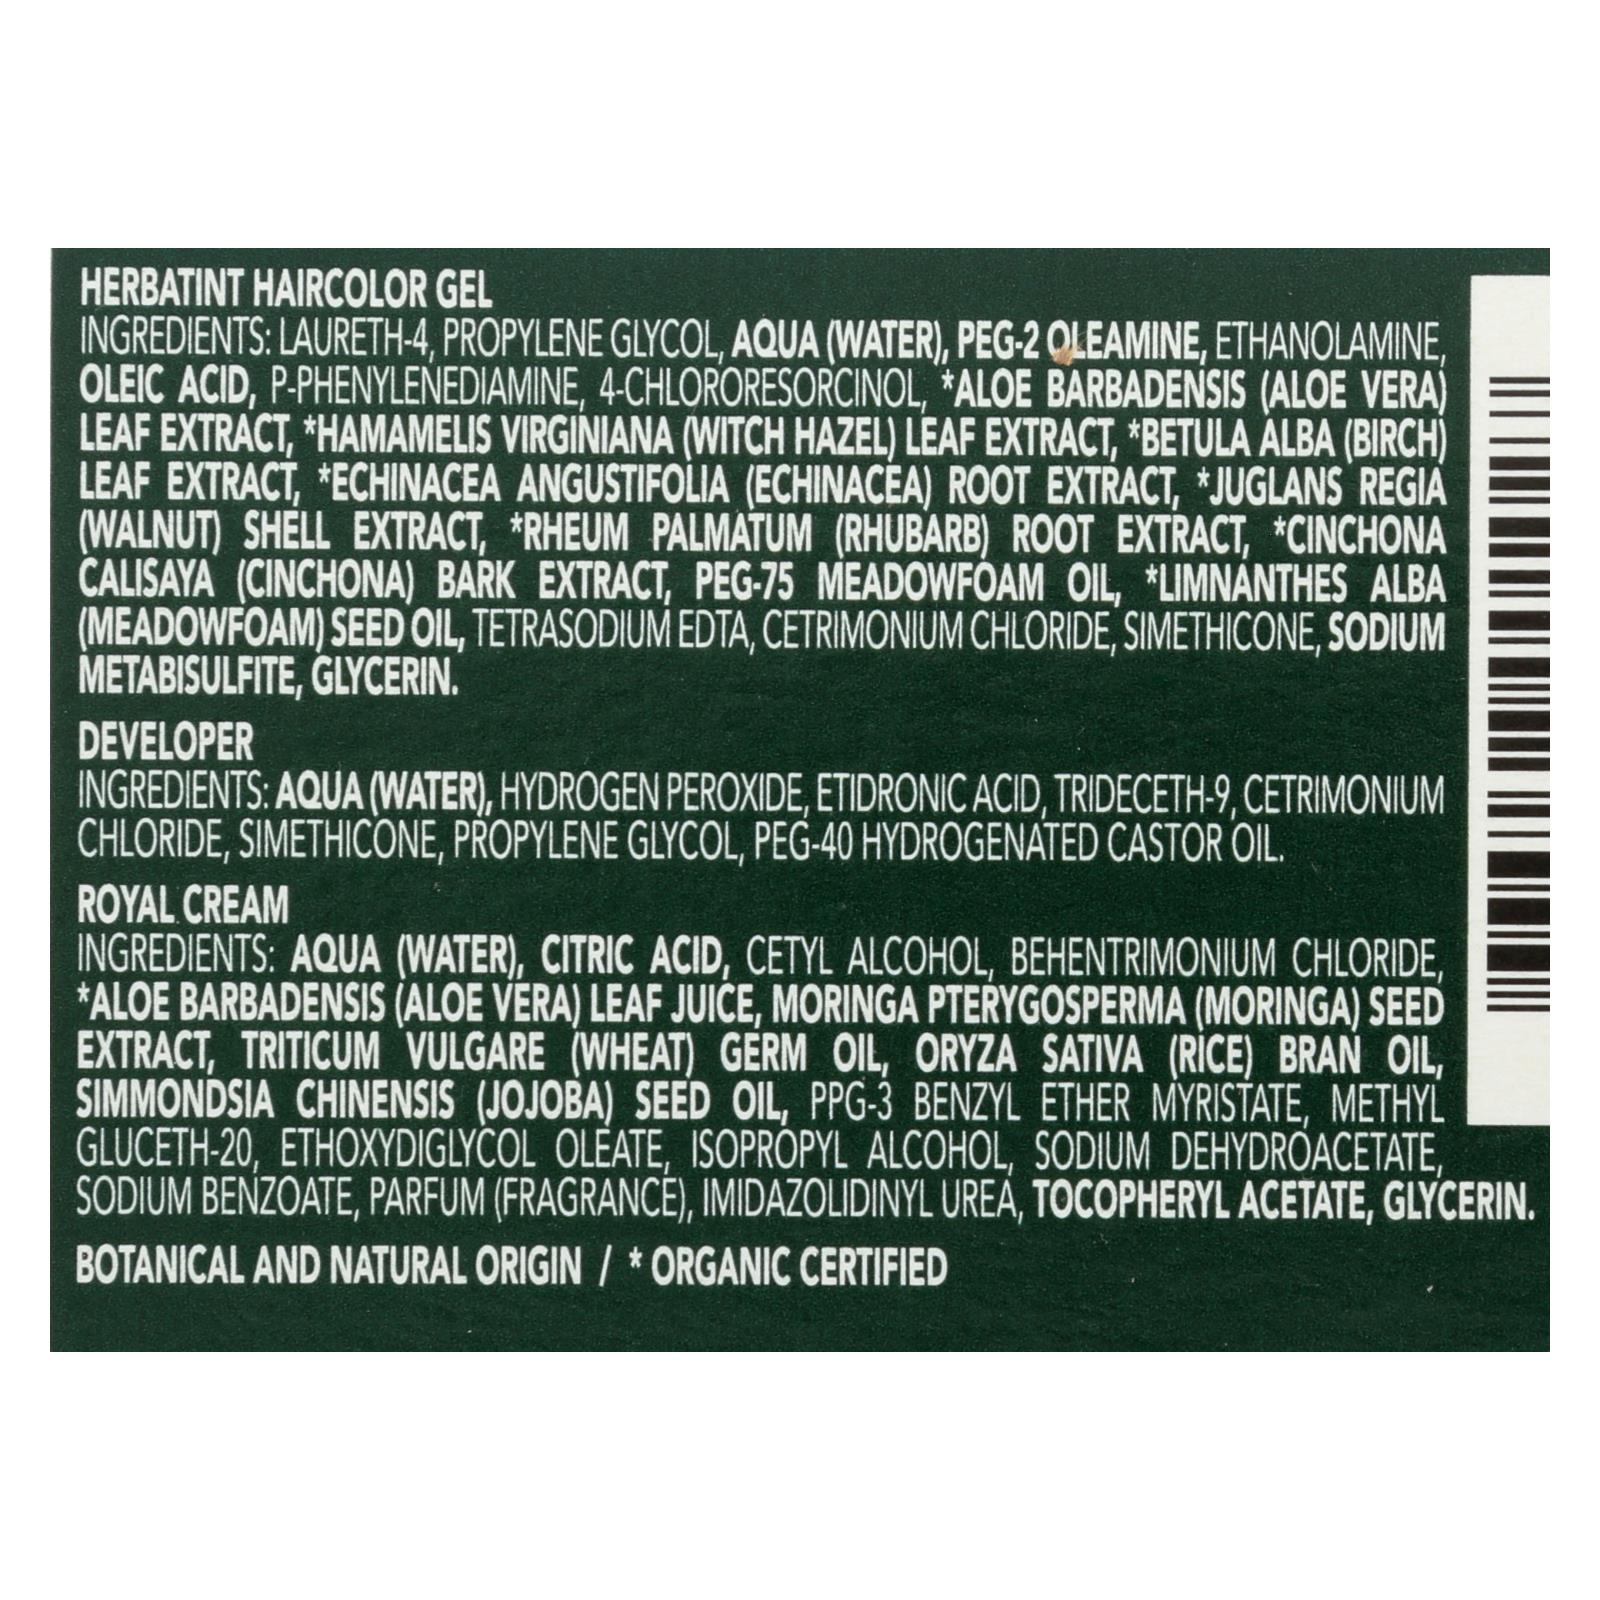 HERBATINT HAIRCOLOR GEL
INGREDIENTS: LAURETH-4, PROPYLENE GLYCOL, AQUA (WATER), PEG-2 OLEAMINE, ETHANOLAMINE,
OLEIC ACID, P-PHENYLENEDIAMINE, 4-CHLORORESORCINOL, *ALOE BARBADENSIS (ALOE VERA)
LEAF EXTRACT, *HAMAMELIS VIRGINIANA (WITCH HAZEL) LEAF EXTRACT, *BETULA ALBA (BIRCH)
LEAF EXTRACT, *ECHINACEA ANGUSTIFOLIA (ECHINACEA) ROOT EXTRACT, *JUGLANS REGIA
(WALNUT) SHELL EXTRACT, *RHEUM PALMATUM (RHUBARB) ROOT EXTRACT, *CINCHONA
CALISAYA (CINCHONA) BARK EXTRACT, PEG-75 MEADOWFOAM OIL, *LIMNANTHES ALBA
(MEADOWFOAM) SEED OIL, TETRASODIUM EDTA, CETRIMONIUM CHLORIDE, SIMETHICONE, SODIUM
METABISULFITE, GLYCERIN.
DEVELOPER
INGREDIENTS: AQUA (WATER), HYDROGEN PEROXIDE, ETIDRONIC ACID, TRIDECETH-9, CETRIMONIUM
CHLORIDE, SIMETHICONE, PROPYLENE GLYCOL, PEG-40 HYDROGENATED CASTOR OIL.
ROYAL CREAM
INGREDIENTS: AQUA (WATER), CITRIC ACID, CETYL ALCOHOL, BEHENTRIMONIUM CHLORIDE,
*ALOE BARBADENSIS (ALOE VERA) LEAF JUICE, MORINGA PTERYGOSPERMA (MORINGA) SEED
EXTRACT, TRITICUM VULGARE (WHEAT) GERM OIL, ORYZA SATIVA (RICE) BRAN OIL,
SIMMONDSIA CHINENSIS (JOJOBA) SEED OIL, PPG-3 BENZYL ETHER MYRISTATE, METHYL
GLUCETH-20, ETHOXYDIGLYCOL OLEATE, ISOPROPYL ALCOHOL, SODIUM DEHYDROACETATE,
SODIUM BENZOATE, PARFUM (FRAGRANCE), IMIDAZOLIDINYL UREA, TOCOPHERYL ACETATE, GLYCERIN.
BOTANICAL AND NATURAL ORIGIN / * ORGANIC CERTIFIED